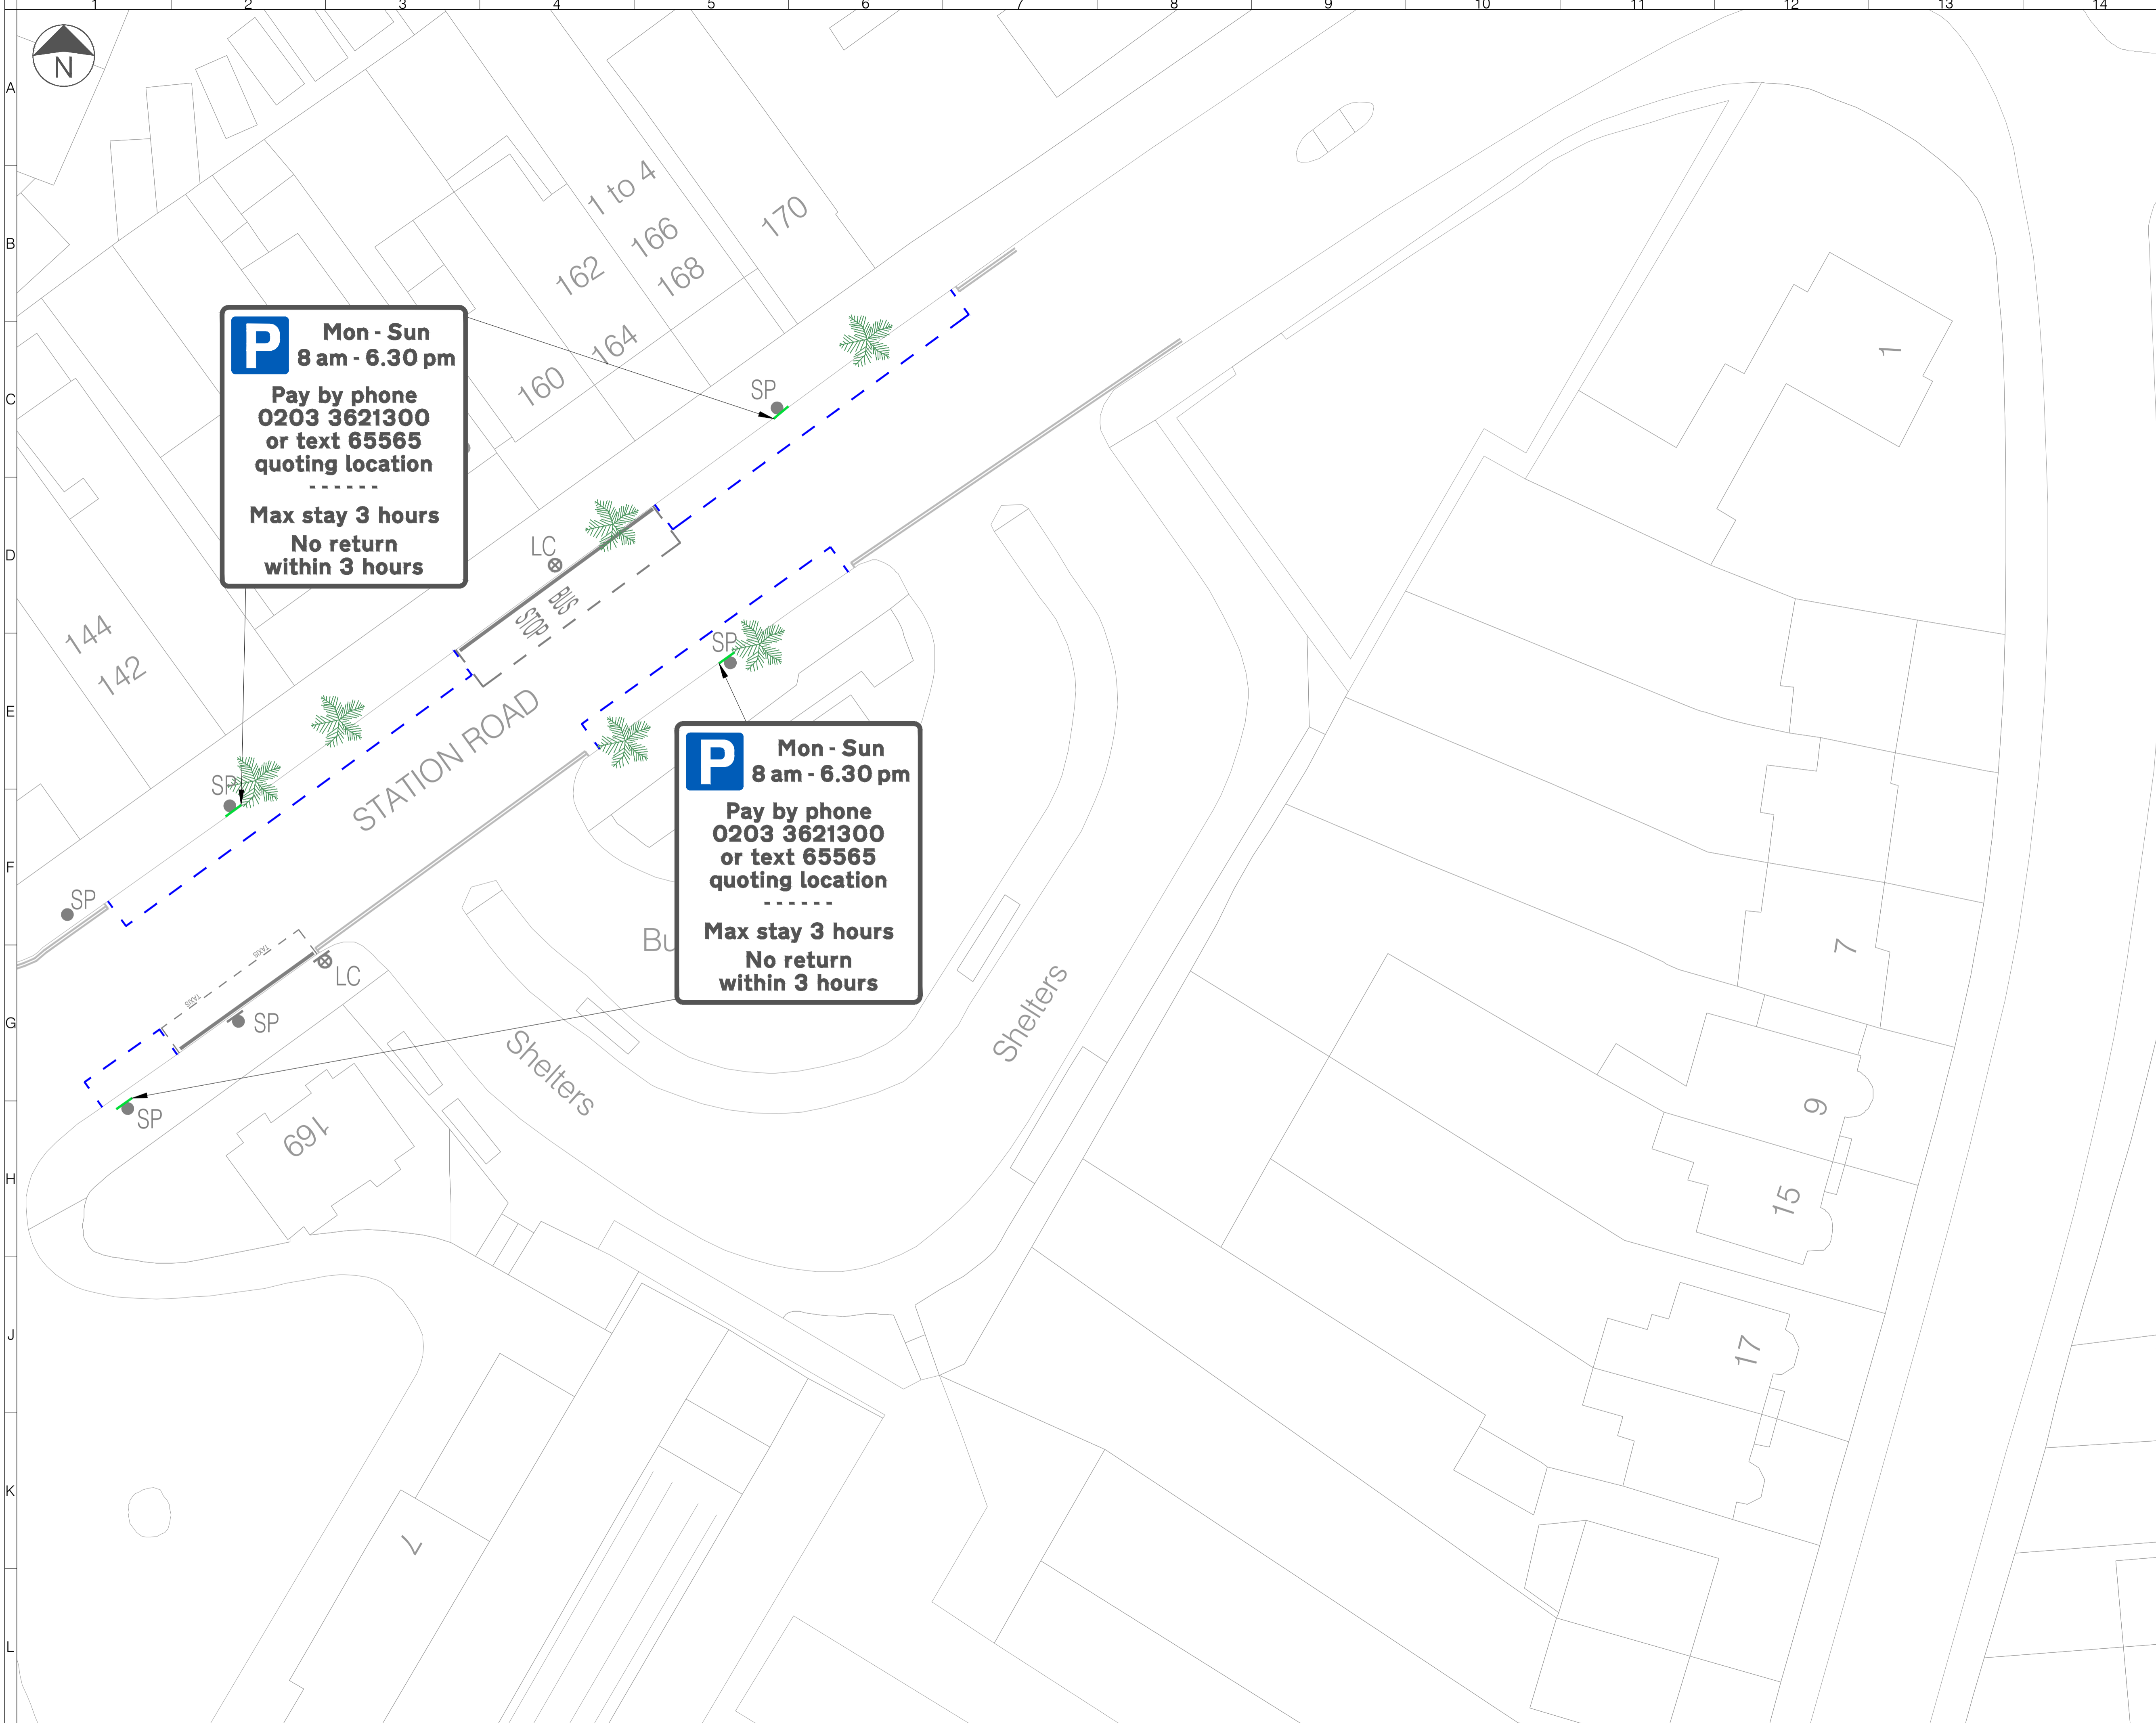 1 2 3 4 5 6 7 8 9 10 11 12 13 14
A
B
C
D
E
F
G
H
J
K
L
N
1 to 4
162
166
168
170
160
164
144
142
P
Mon - Sun
8 am - 6.30 pm
Pay by phone
0203 3621300
or text 65565
quoting location
- - - - - -
Max stay 3 hours
No return
within 3 hours
SP
LC
BUS
STOP
SP
STATION ROAD
SP
SP
P
Mon - Sun
8 am - 6.30 pm
Pay by phone
0203 3621300
or text 65565
quoting location
- - - - - -
Max stay 3 hours
No return
within 3 hours
Bu
TAXIS
TAXIS
LC
SP
SP
Shelters
Shelters
169
7
1
7
9
15
17